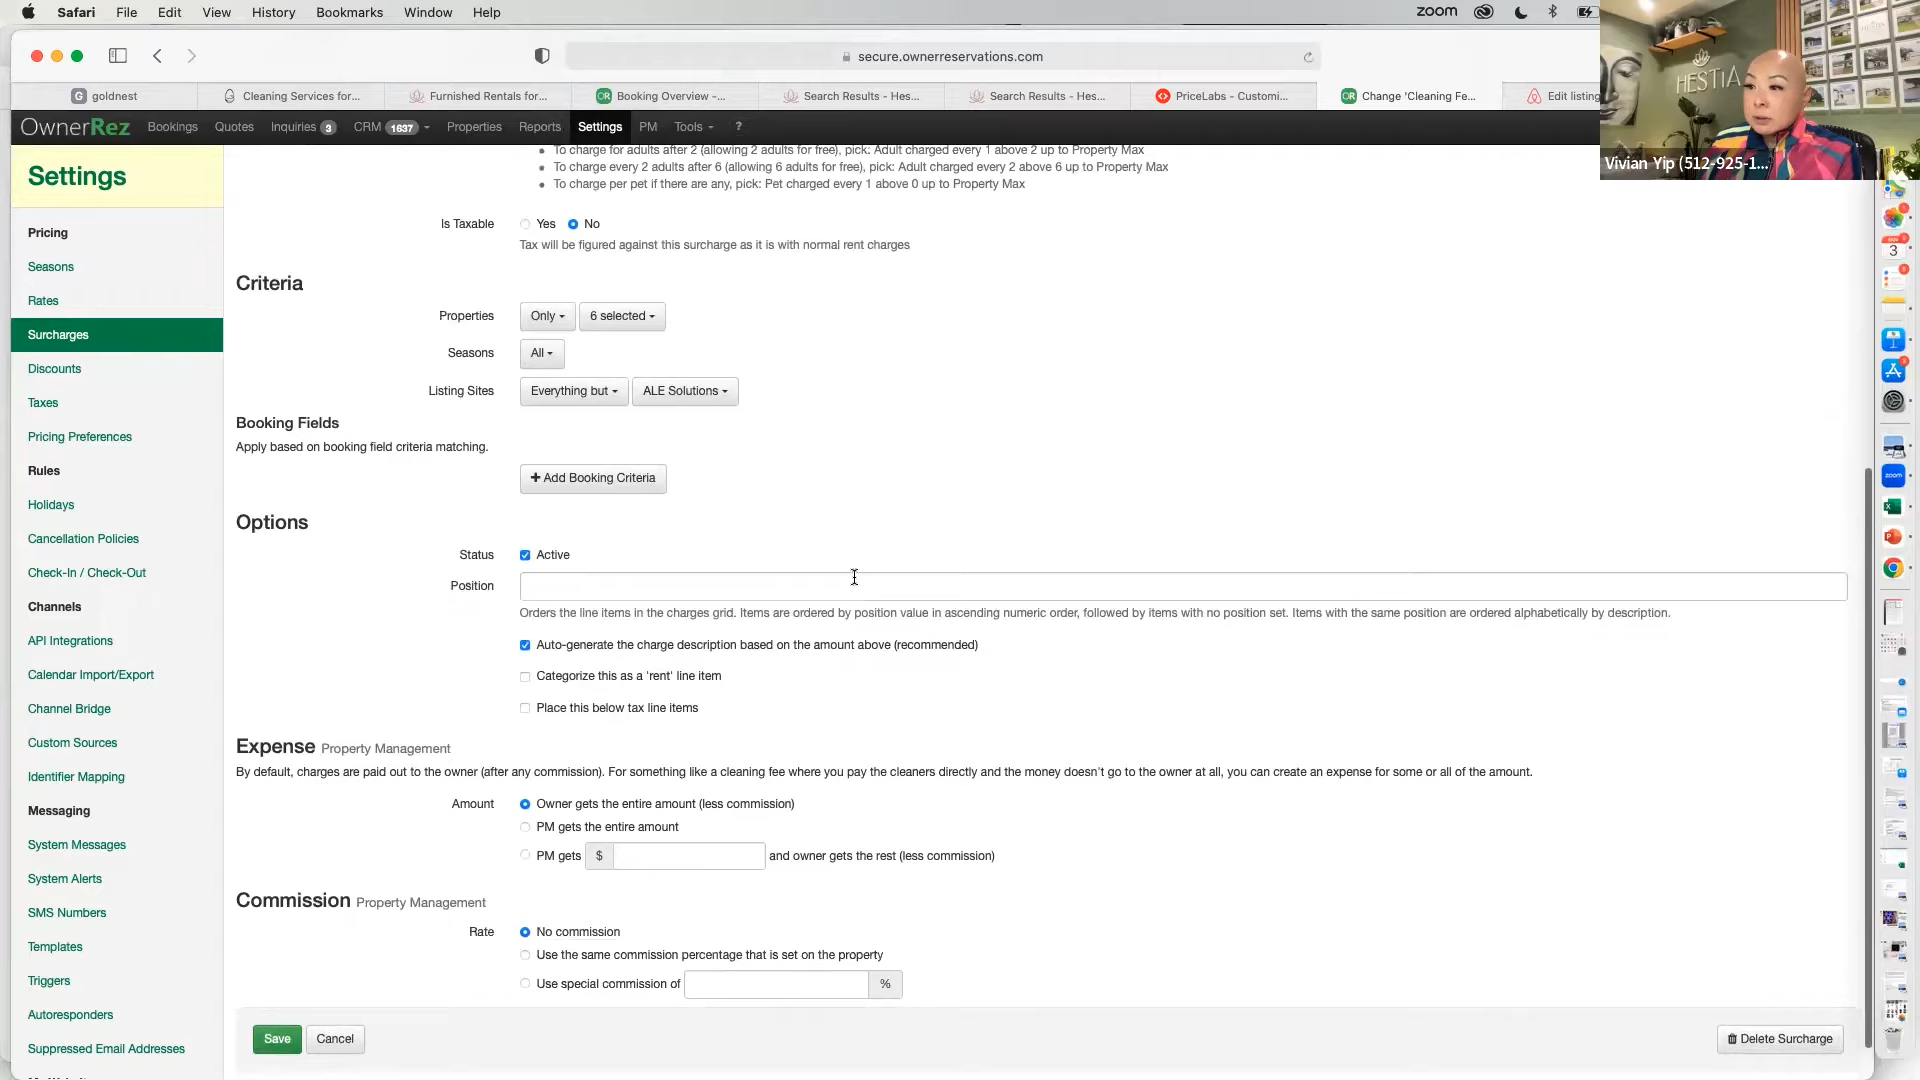 Safari File Edit View History Bookmarks Window Help
zoom
secure.ownerreservations.com
G goldnest
Cleaning Services for...
Furnished Rentals for...
OR Booking Overview -...
Search Results - Hes...
Search Results - Hes...
PriceLabs - Customi...
OR Change 'Cleaning Fe...
Edit listing
HESTIA
Vivian Yip (512-925-1...
OwnerRez Bookings Quotes Inquiries 3 CRM 1637 Properties Reports Settings PM Tools ?
Settings
Pricing
Seasons
Rates
Surcharges
Discounts
Taxes
Pricing Preferences
Rules
Holidays
Cancellation Policies
Check-In / Check-Out
Channels
API Integrations
Calendar Import/Export
Channel Bridge
Custom Sources
Identifier Mapping
Messaging
System Messages
System Alerts
SMS Numbers
Templates
Triggers
Autoresponders
Suppressed Email Addresses
• To charge for adults after 2 (allowing 2 adults for free), pick: Adult charged every 1 above 2 up to Property Max
• To charge every 2 adults after 6 (allowing 6 adults for free), pick: Adult charged every 2 above 6 up to Property Max
• To charge per pet if there are any, pick: Pet charged every 1 above 0 up to Property Max
Is Taxable Yes No
Tax will be figured against this surcharge as it is with normal rent charges
Criteria
Properties Only 6 selected
Seasons All
Listing Sites Everything but ALE Solutions
Booking Fields
Apply based on booking field criteria matching.
+ Add Booking Criteria
Options
Status Active
Position
Orders the line items in the charges grid. Items are ordered by position value in ascending numeric order, followed by items with no position set. Items with the same position are ordered alphabetically by description.
Auto-generate the charge description based on the amount above (recommended)
Categorize this as a 'rent' line item
Place this below tax line items
Expense Property Management
By default, charges are paid out to the owner (after any commission). For something like a cleaning fee where you pay the cleaners directly and the money doesn't go to the owner at all, you can create an expense for some or all of the amount.
Amount Owner gets the entire amount (less commission)
PM gets the entire amount
PM gets $ and owner gets the rest (less commission)
Commission Property Management
Rate No commission
Use the same commission percentage that is set on the property
Use special commission of %
Save Cancel
Delete Surcharge
3
zoom